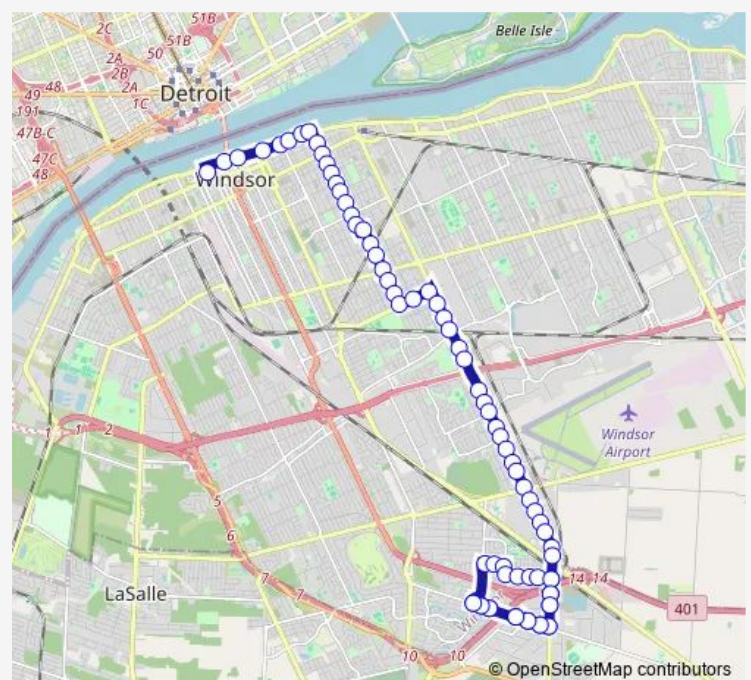 51B
2C
51B
50
2A
2B
2A
1C
Belle Isle
Detroit
49
48
191
47B-C
47C
48
Windsor
Windsor
Airport
1
1
2
5
6
7
7
LaSalle
14 14
401
10
10
© OpenStreetMap contributors